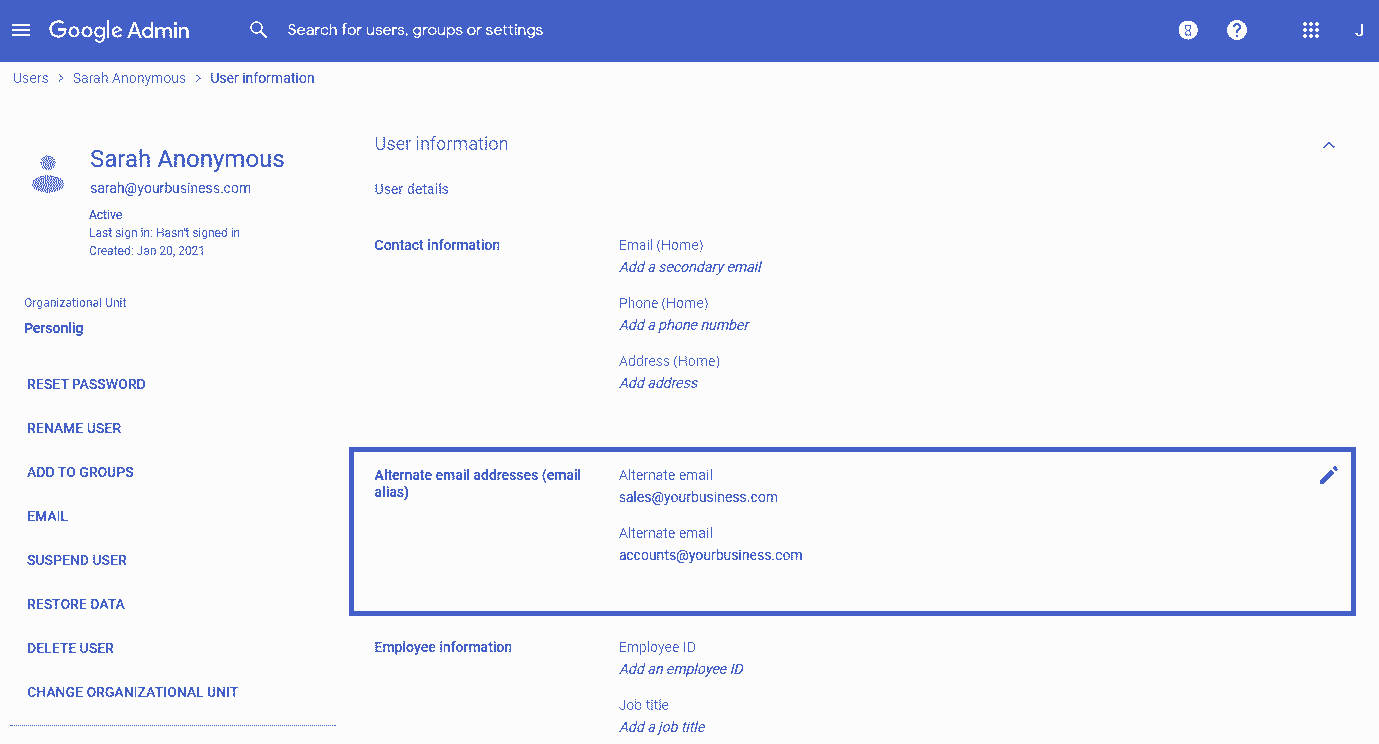 Google Admin
Search for users, groups or settings
8
?
J
Users > Sarah Anonymous > User information
Sarah Anonymous
sarah@yourbusiness.com
Active
Last sign in: Hasn't signed in
Created: Jan 20, 2021
Organizational Unit
Personlig
RESET PASSWORD
RENAME USER
ADD TO GROUPS
EMAIL
SUSPEND USER
RESTORE DATA
DELETE USER
CHANGE ORGANIZATIONAL UNIT
User information
User details
Contact information
Email (Home)
Add a secondary email
Phone (Home)
Add a phone number
Address (Home)
Add address
Alternate email addresses (email
alias)
Alternate email
sales@yourbusiness.com
Alternate email
accounts@yourbusiness.com
Employee information
Employee ID
Add an employee ID
Job title
Add a job title